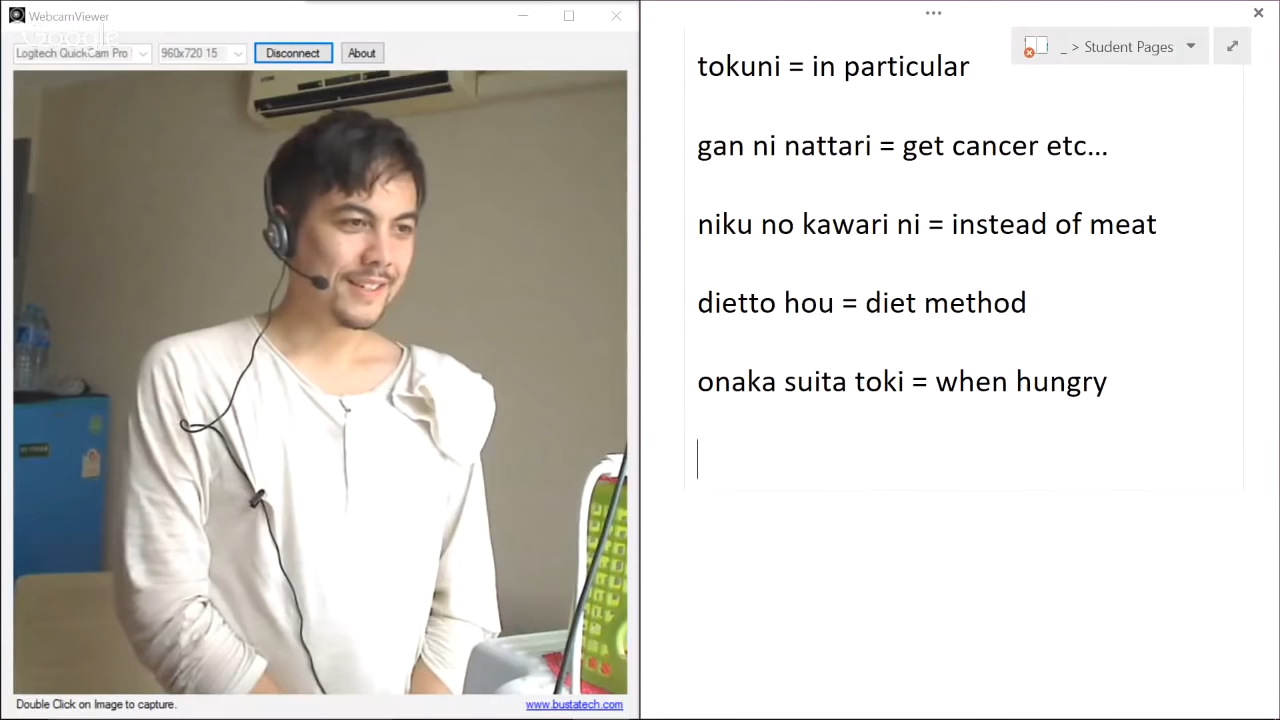 WebcamViewer
Google
Logitech QuickCam Pro
960x720 15
Disconnect
About
Double Click on Image to capture.
www.bustatech.com
_ > Student Pages
tokuni = in particular
gan ni nattari = get cancer etc...
niku no kawari ni = instead of meat
dietto hou = diet method
onaka suita toki = when hungry